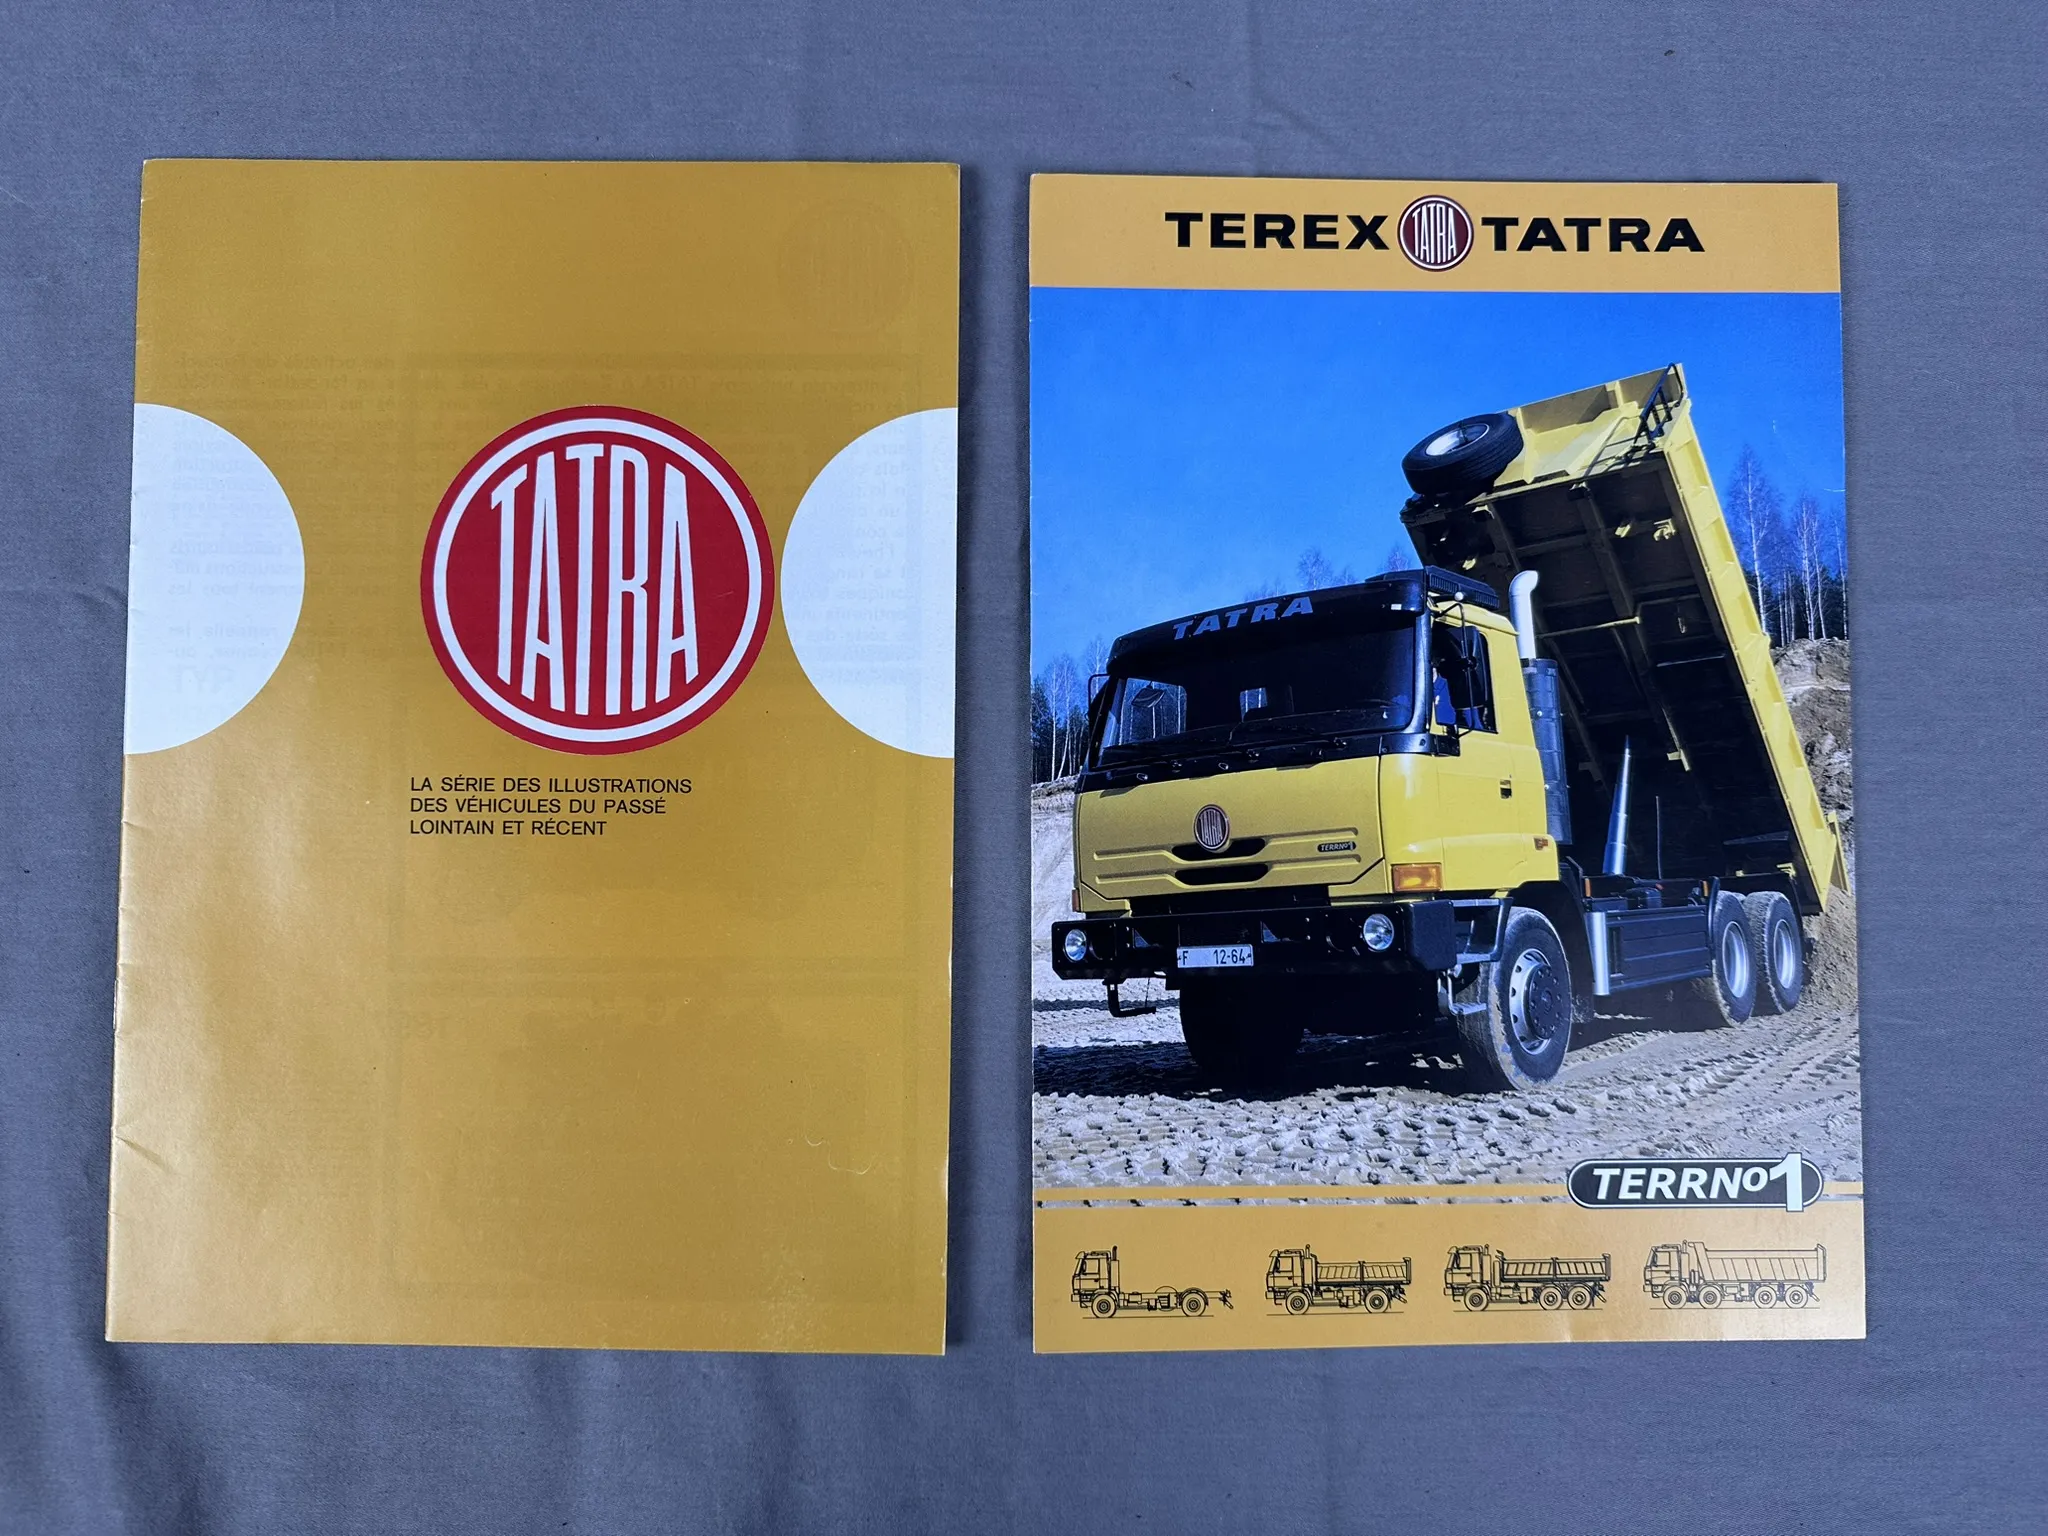 TATRA
LA SÉRIE DES ILLUSTRATIONS
DES VÉHICULES DU PASSÉ
LOINTAIN ET RÉCENT
TEREX TATRA TATRA
TATRA
TATRA
TERRNo1
F 12-64
TERRNo1